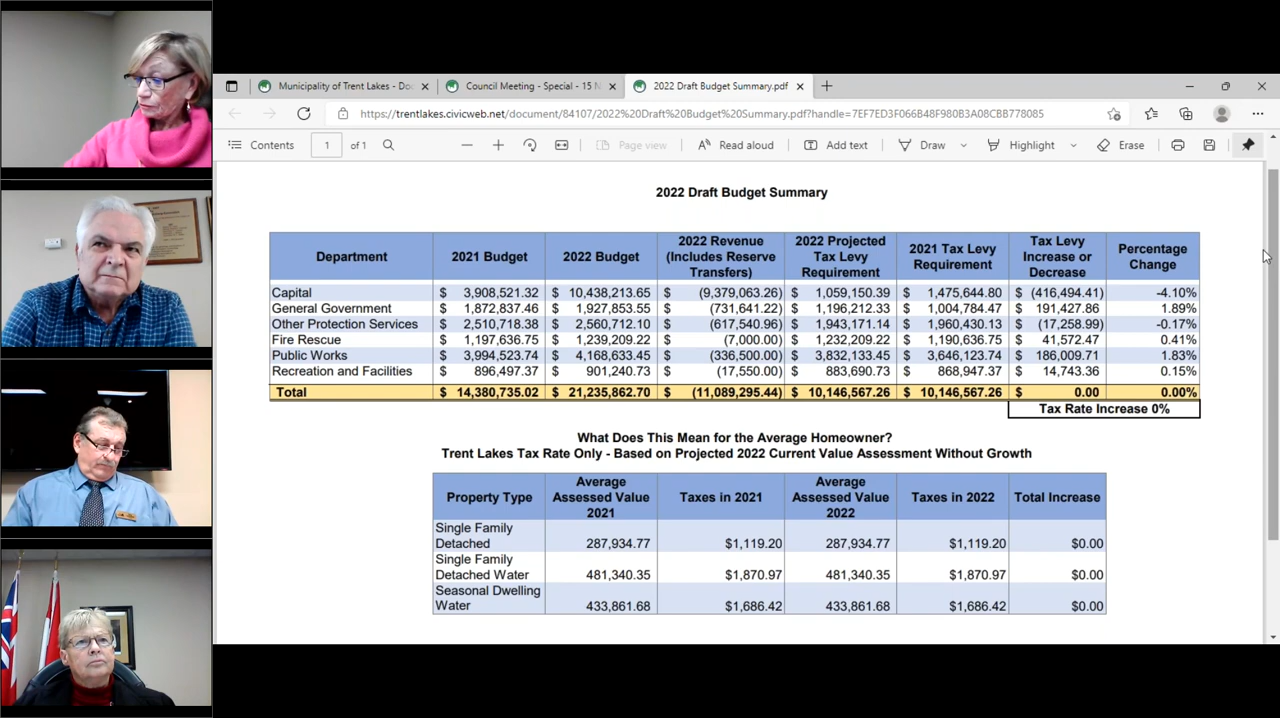 Municipality of Trent Lakes - Do
Council Meeting - Special - 15 N
2022 Draft Budget Summary.pdf
https://trentlakes.civicweb.net/document/84107/2022%20Draft%20Budget%20Summary.pdf?handle=7EF7ED3F066B48F980B3A08CBB778085
Contents 1 of 1 Page view Read aloud Add text Draw Highlight Erase
2022 Draft Budget Summary
Department 2021 Budget 2022 Budget 2022 Revenue (Includes Reserve Transfers) 2022 Projected Tax Levy Requirement 2021 Tax Levy Requirement Tax Levy Increase or Decrease Percentage Change
Capital $ 3,908,521.32 $ 10,438,213.65 $ (9,379,063.26) $ 1,059,150.39 $ 1,475,644.80 $ (416,494.41) -4.10%
General Government $ 1,872,837.46 $ 1,927,853.55 $ (731,641.22) $ 1,196,212.33 $ 1,004,784.47 $ 191,427.86 1.89%
Other Protection Services $ 2,510,718.38 $ 2,560,712.10 $ (617,540.96) $ 1,943,171.14 $ 1,960,430.13 $ (17,258.99) -0.17%
Fire Rescue $ 1,197,636.75 $ 1,239,209.22 $ (7,000.00) $ 1,232,209.22 $ 1,190,636.75 $ 41,572.47 0.41%
Public Works $ 3,994,523.74 $ 4,168,633.45 $ (336,500.00) $ 3,832,133.45 $ 3,646,123.74 $ 186,009.71 1.83%
Recreation and Facilities $ 896,497.37 $ 901,240.73 $ (17,550.00) $ 883,690.73 $ 868,947.37 $ 14,743.36 0.15%
Total $ 14,380,735.02 $ 21,235,862.70 $ (11,089,295.44) $ 10,146,567.26 $ 10,146,567.26 $ 0.00 0.00%
Tax Rate Increase 0%
What Does This Mean for the Average Homeowner?
Trent Lakes Tax Rate Only - Based on Projected 2022 Current Value Assessment Without Growth
Property Type Average Assessed Value 2021 Taxes in 2021 Average Assessed Value 2022 Taxes in 2022 Total Increase
Single Family Detached 287,934.77 $1,119.20 287,934.77 $1,119.20 $0.00
Single Family Detached Water 481,340.35 $1,870.97 481,340.35 $1,870.97 $0.00
Seasonal Dwelling Water 433,861.68 $1,686.42 433,861.68 $1,686.42 $0.00